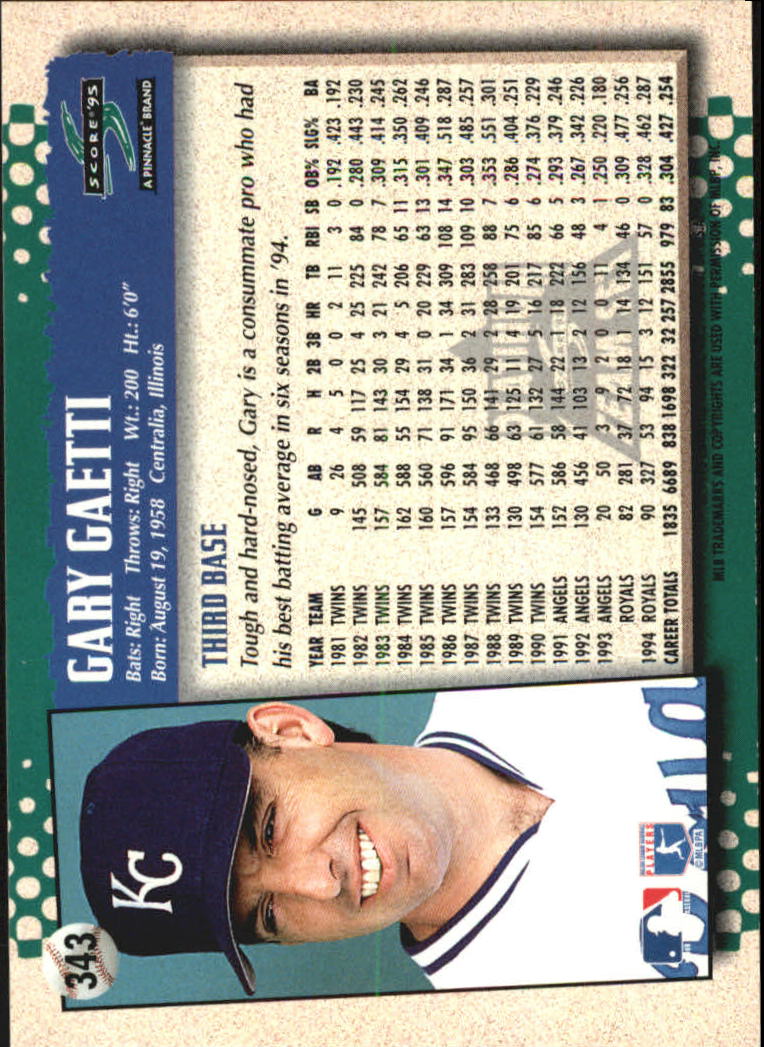 GARY GAETTI
Bats: Right Throws: Right Wt.: 200 Ht.: 6'0"
Born: August 19, 1958 Centralia, Illinois
SCORE® '95
A PINNACLE® BRAND
THIRD BASE
Tough and hard-nosed, Gary is a consummate pro who had
his best batting average in six seasons in '94.
YEAR TEAM G AB R H 2B 3B HR TB RBI SB OB% SLG% BA
1981 TWINS 9 26 4 5 0 0 2 11 3 0 .192 .423 .192
1982 TWINS 145 508 59 117 25 4 25 225 84 0 .280 .443 .230
1983 TWINS 157 584 81 143 30 3 21 242 78 7 .309 .414 .245
1984 TWINS 162 588 55 154 29 4 5 206 65 11 .315 .350 .262
1985 TWINS 160 560 71 138 31 0 20 229 63 13 .301 .409 .246
1986 TWINS 157 596 91 171 34 1 34 309 108 14 .347 .518 .287
1987 TWINS 154 584 95 150 36 2 31 283 109 10 .303 .485 .257
1988 TWINS 133 468 66 141 29 2 28 258 88 7 .353 .551 .301
1989 TWINS 130 498 63 125 11 4 19 201 75 6 .286 .404 .251
1990 TWINS 154 577 61 132 27 5 16 217 85 6 .274 .376 .229
1991 ANGELS 152 586 58 144 22 1 18 222 66 5 .293 .379 .246
1992 ANGELS 130 456 41 103 13 2 12 156 48 3 .267 .342 .226
1993 ANGELS 20 50 3 9 2 0 0 11 4 1 .250 .220 .180
ROYALS 82 281 37 72 18 1 14 134 46 0 .309 .477 .256
1994 ROYALS 90 327 53 94 15 3 12 151 57 0 .328 .462 .287
CAREER TOTALS 1835 6689 838 1698 322 32 257 2855 979 83 .304 .427 .254
MLB TRADEMARKS AND COPYRIGHTS ARE USED WITH PERMISSION OF MLBP, INC.
343
KC
PLAYERS
©MLBPA